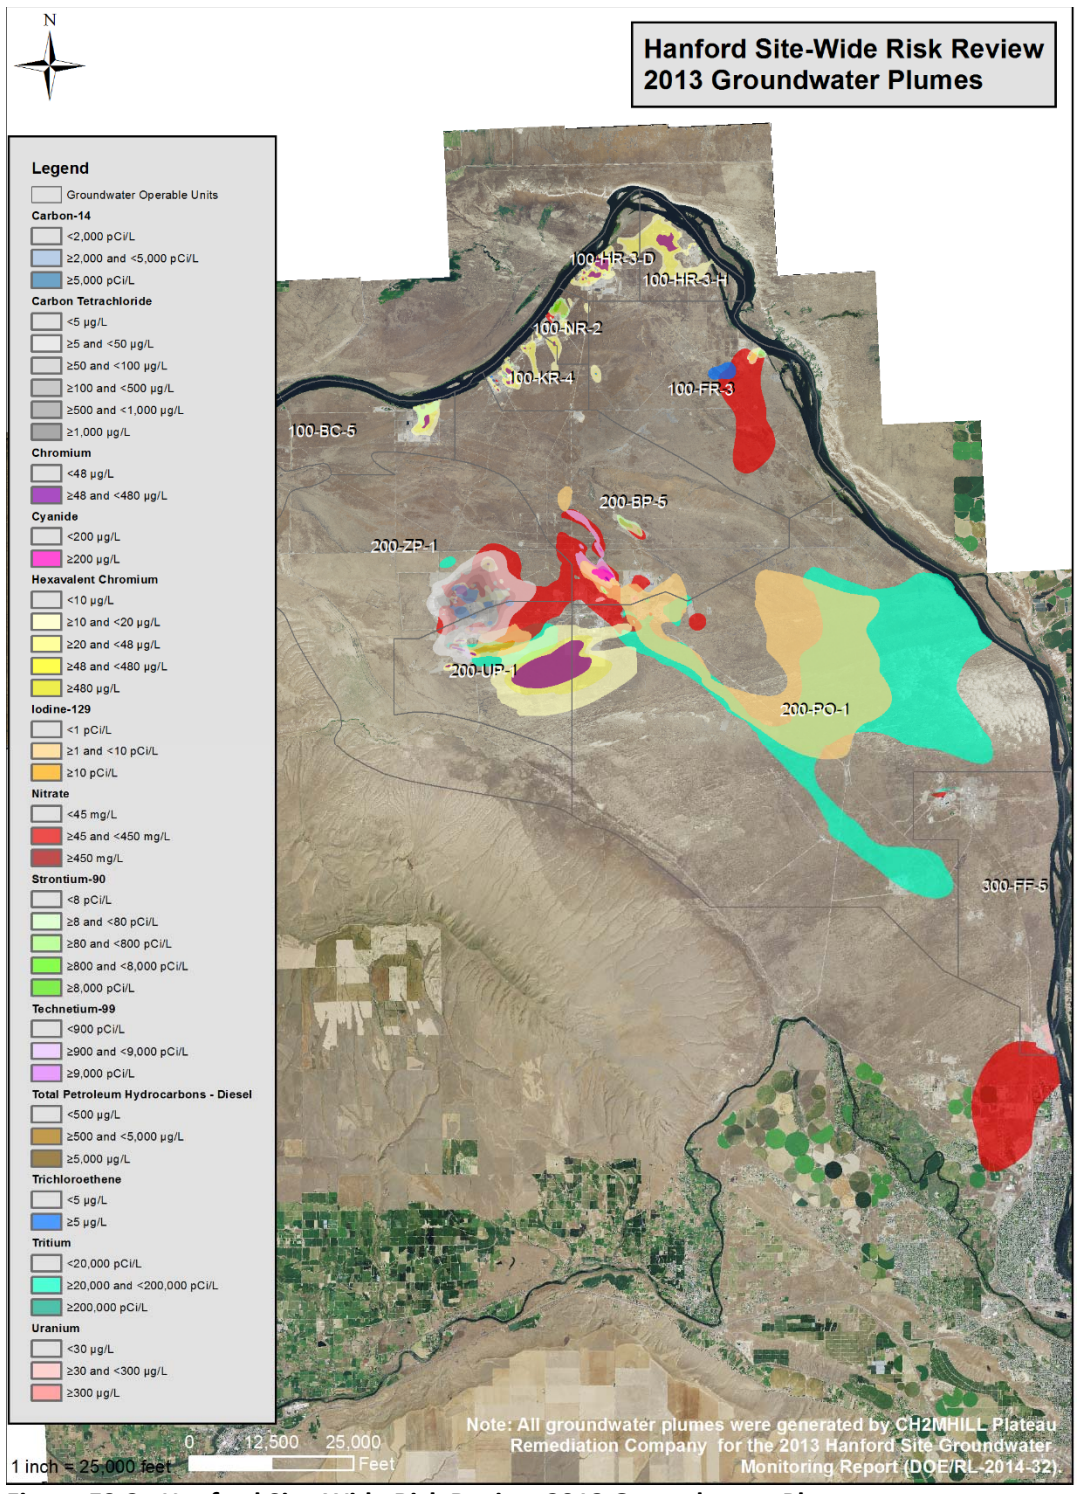 N
Hanford Site-Wide Risk Review
2013 Groundwater Plumes
Legend
Groundwater Operable Units
Carbon-14
<2,000 pCi/L
≥2,000 and <5,000 pCi/L
≥5,000 pCi/L
Carbon Tetrachloride
<5 µg/L
≥5 and <50 µg/L
≥50 and <100 µg/L
≥100 and <500 µg/L
≥500 and <1,000 µg/L
≥1,000 µg/L
Chromium
<48 µg/L
≥48 and <480 µg/L
Cyanide
<200 µg/L
≥200 µg/L
Hexavalent Chromium
<10 µg/L
≥10 and <20 µg/L
≥20 and <48 µg/L
≥48 and <480 µg/L
≥480 µg/L
Iodine-129
<1 pCi/L
≥1 and <10 pCi/L
≥10 pCi/L
Nitrate
<45 mg/L
≥45 and <450 mg/L
≥450 mg/L
Strontium-90
<8 pCi/L
≥8 and <80 pCi/L
≥80 and <800 pCi/L
≥800 and <8,000 pCi/L
≥8,000 pCi/L
Technetium-99
<900 pCi/L
≥900 and <9,000 pCi/L
≥9,000 pCi/L
Total Petroleum Hydrocarbons - Diesel
<500 µg/L
≥500 and <5,000 µg/L
≥5,000 µg/L
Trichloroethene
<5 µg/L
≥5 µg/L
Tritium
<20,000 pCi/L
≥20,000 and <200,000 pCi/L
≥200,000 pCi/L
Uranium
<30 µg/L
≥30 and <300 µg/L
≥300 µg/L
100-HR-3-D
100-HR-3-H
100-NR-2
100-KR-4
100-FR-3
100-BC-5
200-BP-5
200-ZP-1
200-UP-1
200-PO-1
300-FF-5
Note: All groundwater plumes were generated by CH2MHILL Plateau
Remediation Company for the 2013 Hanford Site Groundwater
Monitoring Report (DOE/RL-2014-32).
0 12,500 25,000
Feet
1 inch = 25,000 feet